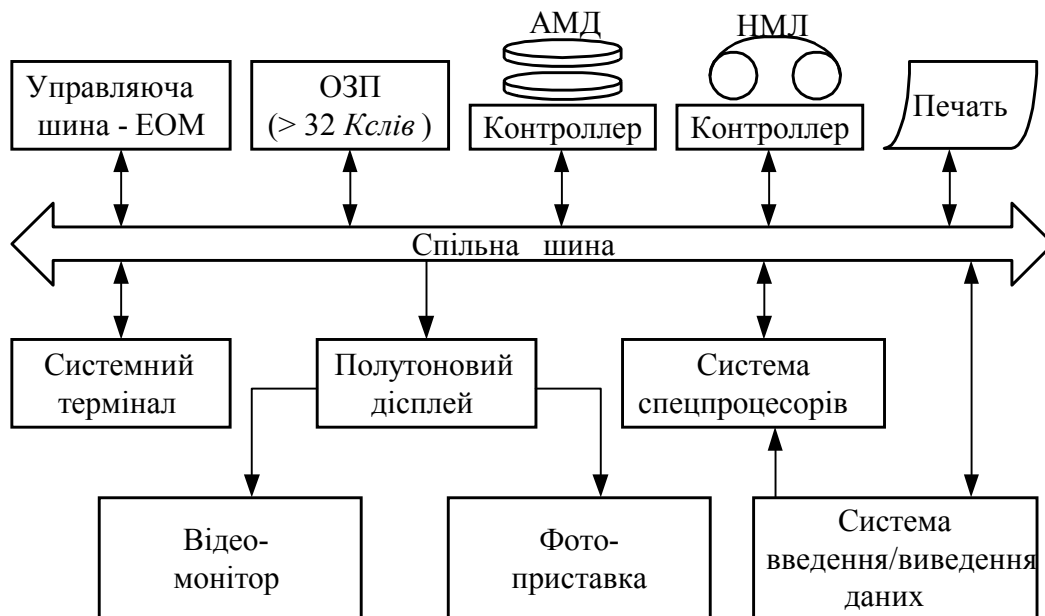 АМД
НМЛ
Управляюча
шина - ЕОМ
ОЗП
(> 32 Кслів )
Контроллер
Контроллер
Печать
Спільна шина
Системний
термінал
Полутоновий
дісплей
Система
спецпроцесорів
Відео-
монітор
Фото-
приставка
Система
введення/виведення
даних